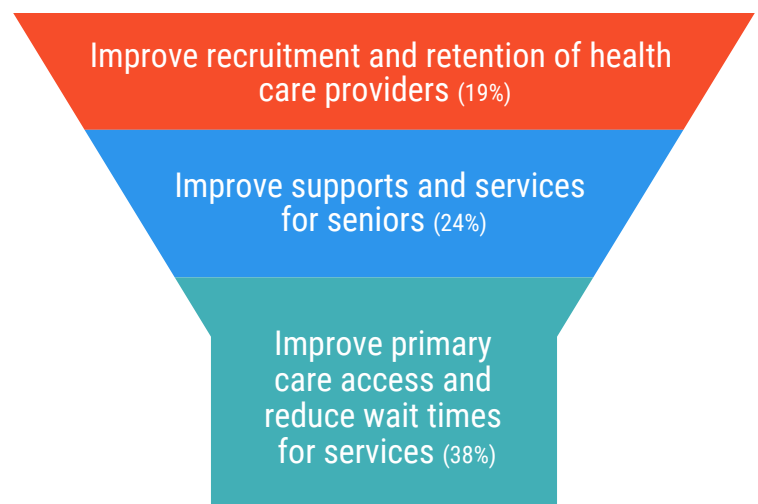 Improve recruitment and retention of health
care providers (19%)
Improve supports and services
for seniors (24%)
Improve primary
care access and
reduce wait times
for services (38%)